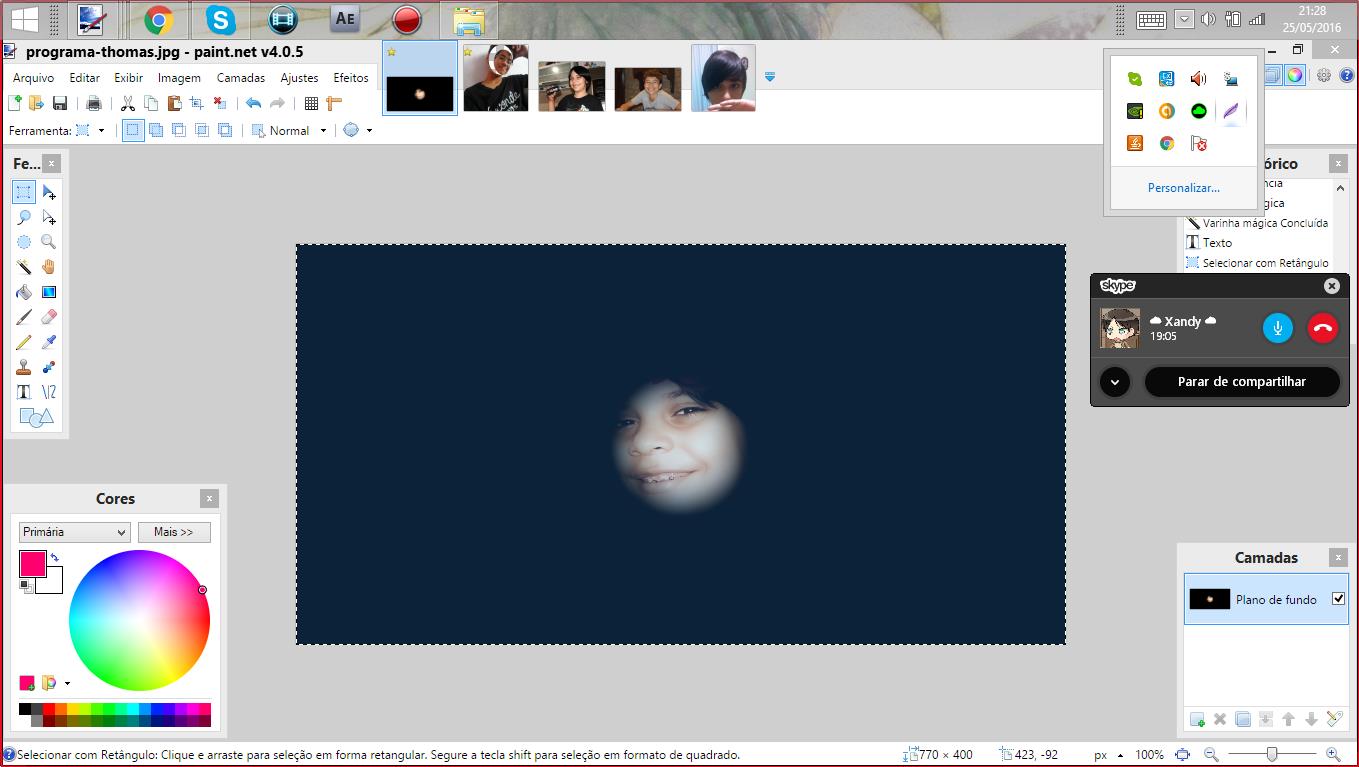 AE
21:28
25/05/2016
programa-thomas.jpg - paint.net v4.0.5
Arquivo Editar Exibir Imagem Camadas Ajustes Efeitos
Ferramenta:
Normal
Personalizar...
Fe...
órico
ncia
gica
Varinha mágica Concluída
Texto
Selecionar com Retângulo
skype
Xandy
19:05
Parar de compartilhar
Cores
Primária
Mais >>
Camadas
Plano de fundo
Selecionar com Retângulo: Clique e arraste para seleção em forma retangular. Segure a tecla shift para seleção em formato de quadrado.
770 × 400
423, -92
px
100%